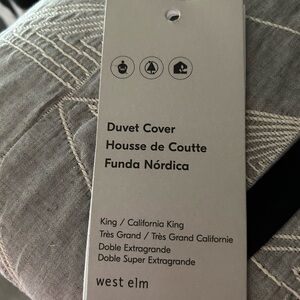 Duvet Cover
Housse de Coutte
Funda Nórdica
King / California King
Très Grand / Très Grand Californie
Doble Extragrande
Doble Super Extragrande
west elm